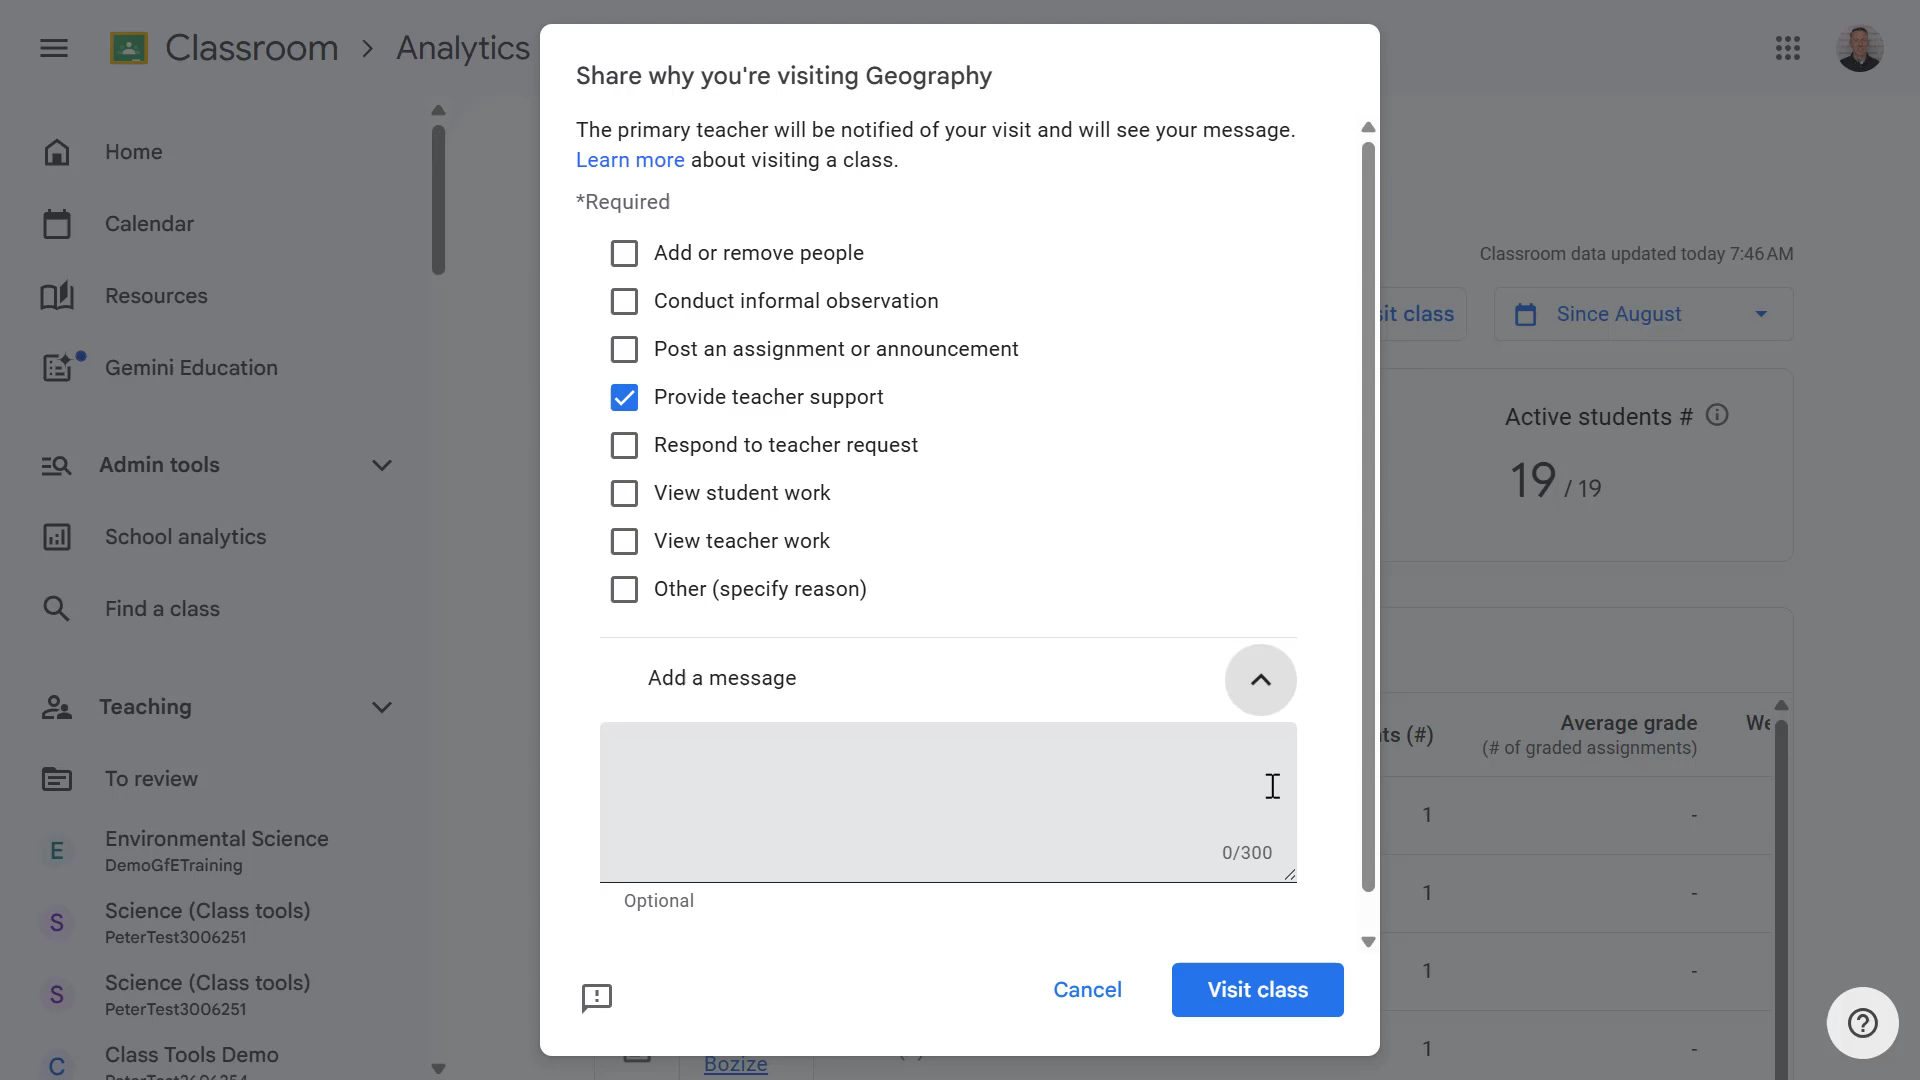 Classroom > Analytics
Home
Calendar
Resources
Gemini Education
Admin tools
School analytics
Find a class
Teaching
To review
E
Environmental Science
DemoGfETraining
S
Science (Class tools)
PeterTest3006251
S
Science (Class tools)
PeterTest3006251
C
Class Tools Demo
Share why you're visiting Geography
The primary teacher will be notified of your visit and will see your message.
Learn more about visiting a class.
*Required
Add or remove people
Conduct informal observation
Post an assignment or announcement
Provide teacher support
Respond to teacher request
View student work
View teacher work
Other (specify reason)
Add a message
0/300
Optional
Cancel
Visit class
Classroom data updated today 7:46 AM
sit class
Since August
Active students #
19 / 19
ts (#)
Average grade
(# of graded assignments)
We
1
-
1
-
1
-
1
-
Bozize